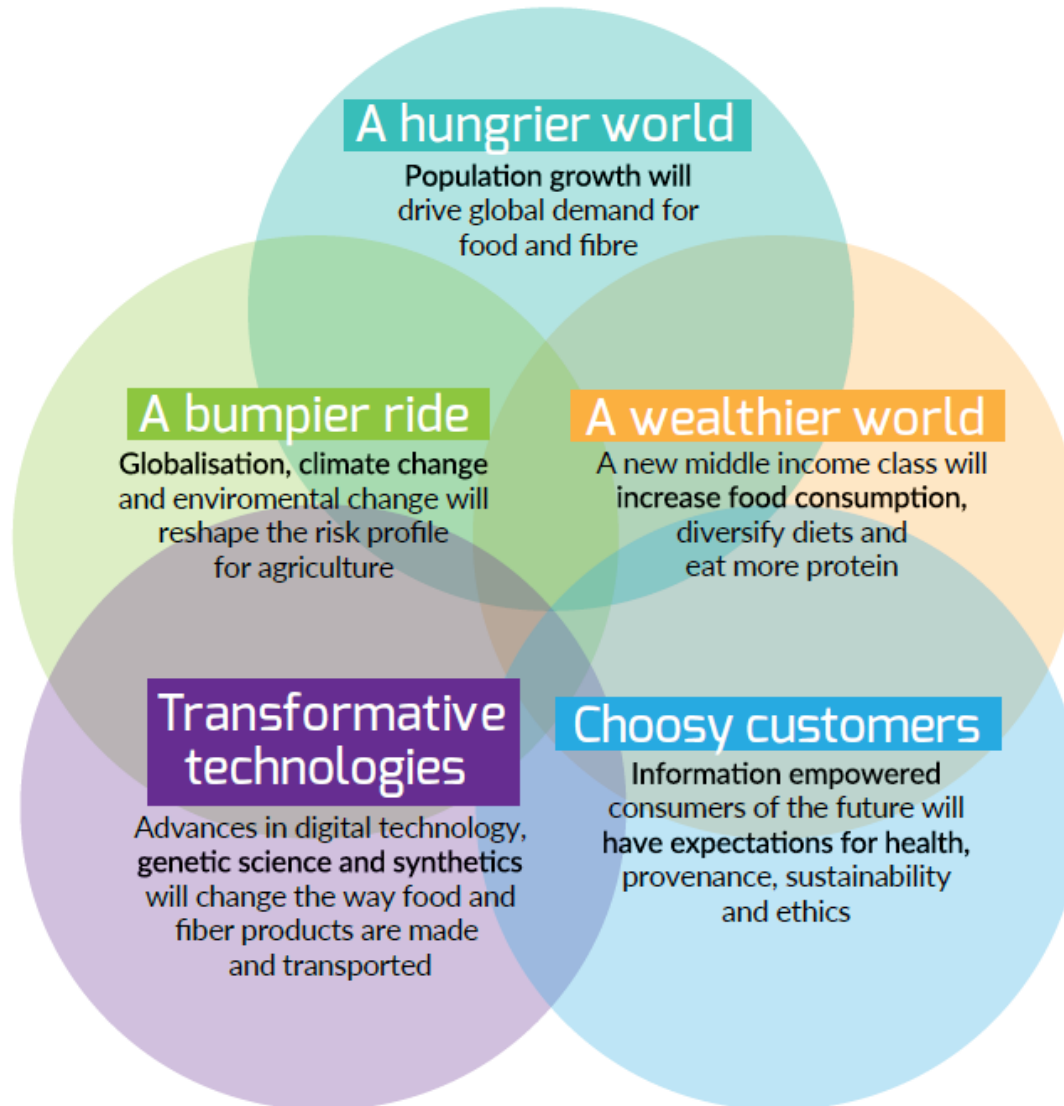 A hungrier world
Population growth will
drive global demand for
food and fibre
A bumpier ride
Globalisation, climate change
and enviromental change will
reshape the risk profile
for agriculture
A wealthier world
A new middle income class will
increase food consumption,
diversify diets and
eat more protein
Transformative
technologies
Advances in digital technology,
genetic science and synthetics
will change the way food and
fiber products are made
and transported
Choosy customers
Information empowered
consumers of the future will
have expectations for health,
provenance, sustainability
and ethics